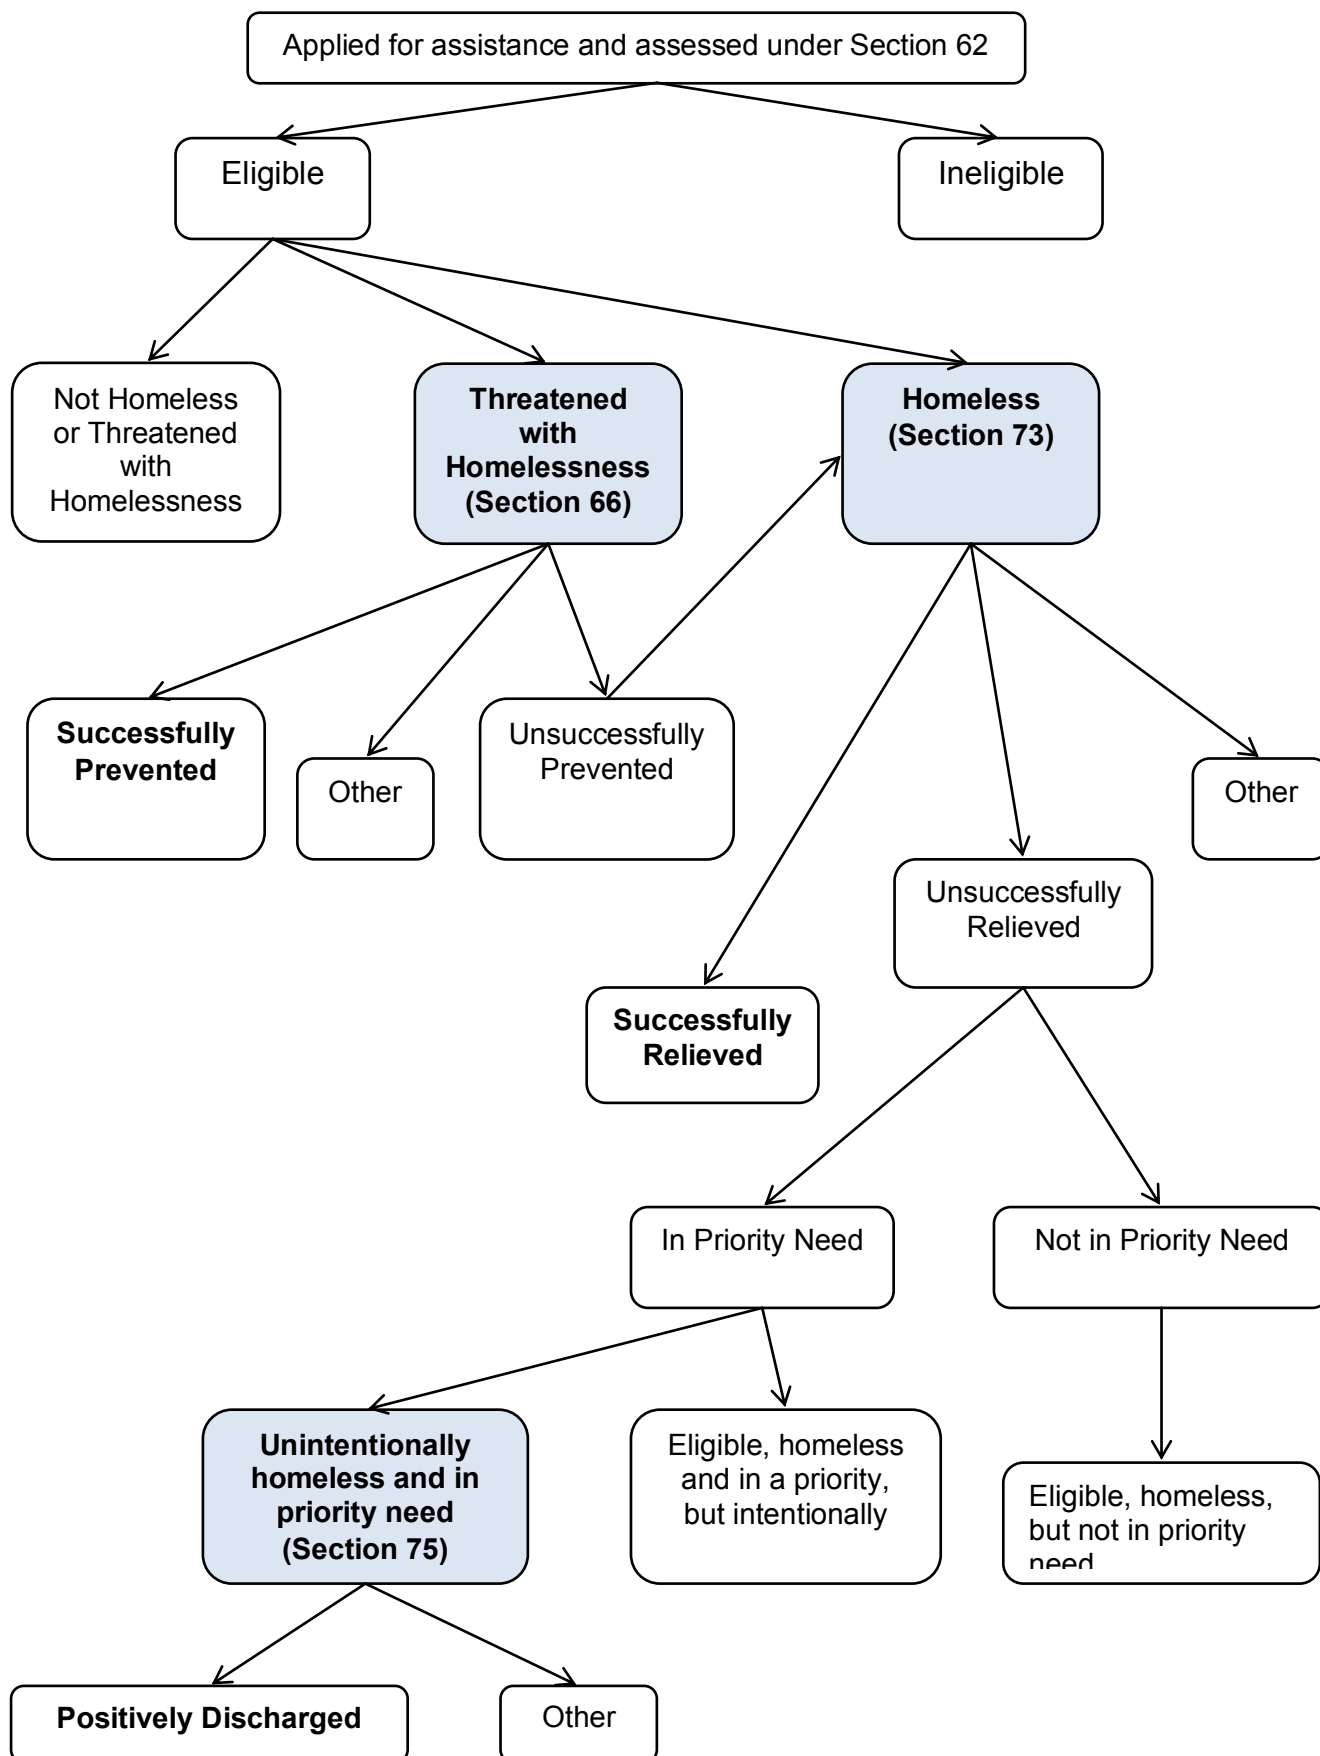 Applied for assistance and assessed under Section 62
Eligible
Ineligible
Not Homeless
or Threatened
with
Homelessness
Threatened
with
Homelessness
(Section 66)
Homeless
(Section 73)
Successfully
Prevented
Other
Unsuccessfully
Prevented
Other
Unsuccessfully
Relieved
Successfully
Relieved
In Priority Need
Not in Priority Need
Unintentionally
homeless and in
priority need
(Section 75)
Eligible, homeless
and in a priority,
but intentionally
Eligible, homeless,
but not in priority
need
Positively Discharged
Other